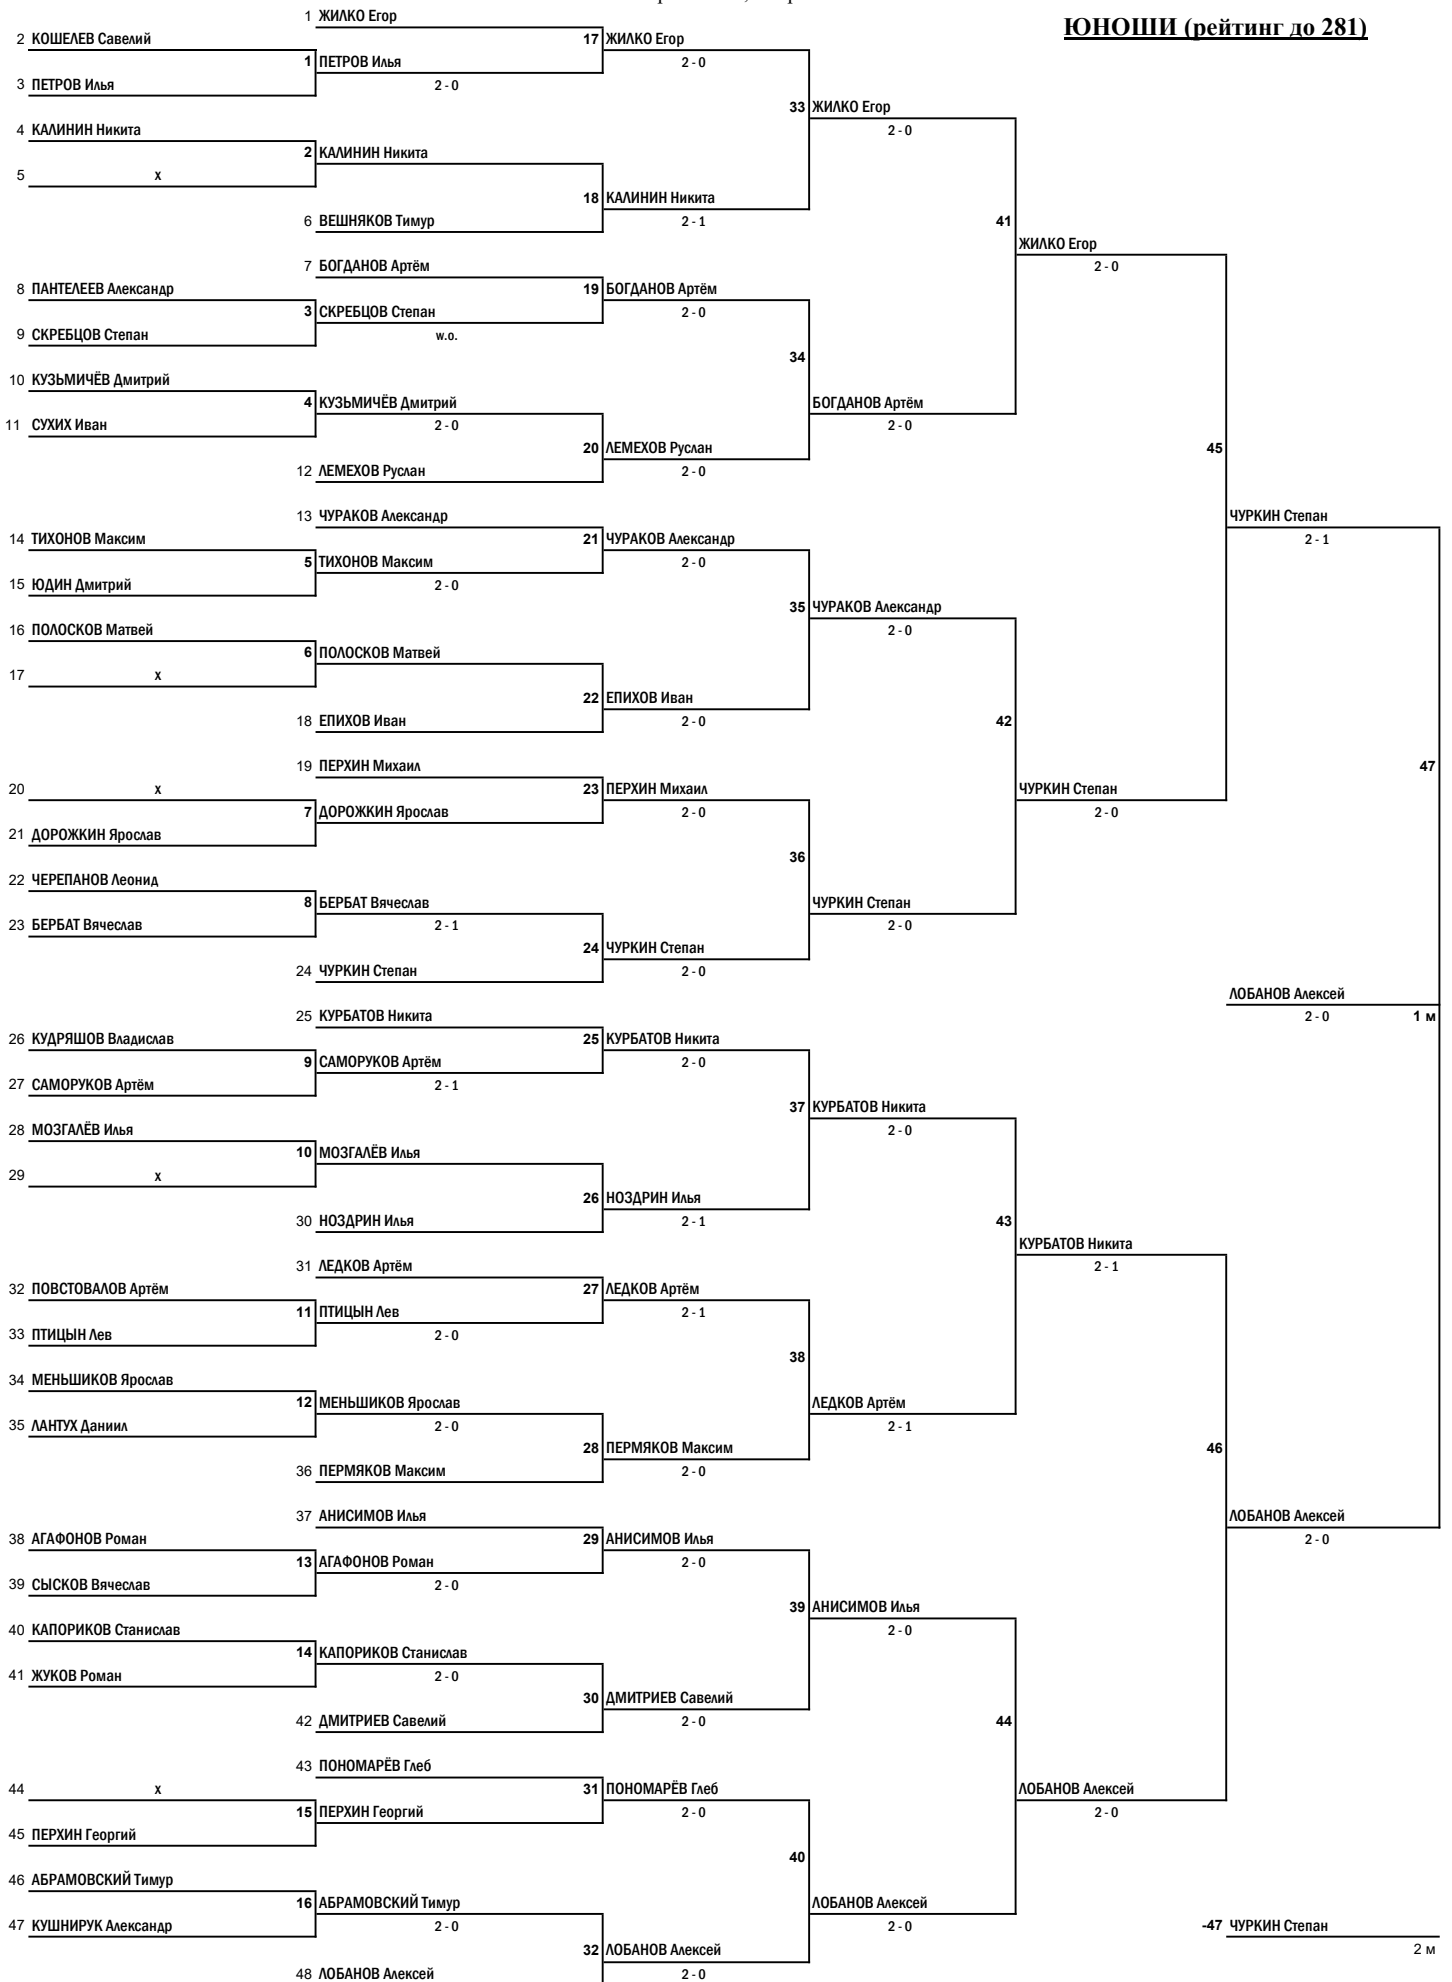 ЮНОШИ (рейтинг до 281)
1 ЖИЛКО Егор
2 КОШЕЛЕВ Савелий
17 ЖИЛКО Егор
1 ПЕТРОВ Илья
2 - 0
3 ПЕТРОВ Илья
2 - 0
33 ЖИЛКО Егор
4 КАЛИНИН Никита
2 - 0
2 КАЛИНИН Никита
5 х
18 КАЛИНИН Никита
6 ВЕШНЯКОВ Тимур
2 - 1
41
ЖИЛКО Егор
7 БОГДАНОВ Артём
2 - 0
8 ПАНТЕЛЕЕВ Александр
19 БОГДАНОВ Артём
3 СКРЕБЦОВ Степан
2 - 0
9 СКРЕБЦОВ Степан
w.o.
34
10 КУЗЬМИЧЁВ Дмитрий
4 КУЗЬМИЧЁВ Дмитрий
БОГДАНОВ Артём
11 СУХИХ Иван
2 - 0
2 - 0
20 ЛЕМЕХОВ Руслан
45
12 ЛЕМЕХОВ Руслан
2 - 0
13 ЧУРАКОВ Александр
ЧУРКИН Степан
14 ТИХОНОВ Максим
21 ЧУРАКОВ Александр
2 - 1
5 ТИХОНОВ Максим
2 - 0
15 ЮДИН Дмитрий
2 - 0
35 ЧУРАКОВ Александр
16 ПОЛОСКОВ Матвей
2 - 0
6 ПОЛОСКОВ Матвей
17 х
22 ЕПИХОВ Иван
18 ЕПИХОВ Иван
2 - 0
42
19 ПЕРХИН Михаил
47
20 х
23 ПЕРХИН Михаил
ЧУРКИН Степан
7 ДОРОЖКИН Ярослав
2 - 0
2 - 0
21 ДОРОЖКИН Ярослав
36
22 ЧЕРЕПАНОВ Леонид
8 БЕРБАТ Вячеслав
ЧУРКИН Степан
23 БЕРБАТ Вячеслав
2 - 1
2 - 0
24 ЧУРКИН Степан
24 ЧУРКИН Степан
2 - 0
ЛОБАНОВ Алексей
25 КУРБАТОВ Никита
2 - 0
1 м
26 КУДРЯШОВ Владислав
25 КУРБАТОВ Никита
9 САМОРУКОВ Артём
2 - 0
27 САМОРУКОВ Артём
2 - 1
37 КУРБАТОВ Никита
28 МОЗГАЛЁВ Илья
2 - 0
10 МОЗГАЛЁВ Илья
29 х
26 НОЗДРИН Илья
30 НОЗДРИН Илья
2 - 1
43
КУРБАТОВ Никита
31 ЛЕДКОВ Артём
2 - 1
32 ПОВСТОВАЛОВ Артём
27 ЛЕДКОВ Артём
11 ПТИЦЫН Лев
2 - 1
33 ПТИЦЫН Лев
2 - 0
38
34 МЕНЬШИКОВ Ярослав
12 МЕНЬШИКОВ Ярослав
ЛЕДКОВ Артём
35 ЛАНТУХ Даниил
2 - 0
2 - 1
28 ПЕРМЯКОВ Максим
46
36 ПЕРМЯКОВ Максим
2 - 0
37 АНИСИМОВ Илья
ЛОБАНОВ Алексей
38 АГАФОНОВ Роман
29 АНИСИМОВ Илья
2 - 0
13 АГАФОНОВ Роман
2 - 0
39 СЫСКОВ Вячеслав
2 - 0
39 АНИСИМОВ Илья
40 КАПОРИКОВ Станислав
2 - 0
14 КАПОРИКОВ Станислав
41 ЖУКОВ Роман
2 - 0
30 ДМИТРИЕВ Савелий
42 ДМИТРИЕВ Савелий
2 - 0
44
43 ПОНОМАРЁВ Глеб
44 х
31 ПОНОМАРЁВ Глеб
ЛОБАНОВ Алексей
15 ПЕРХИН Георгий
2 - 0
2 - 0
45 ПЕРХИН Георгий
40
46 АБРАМОВСКИЙ Тимур
16 АБРАМОВСКИЙ Тимур
ЛОБАНОВ Алексей
47 КУШНИРУК Александр
2 - 0
2 - 0
-47 ЧУРКИН Степан
32 ЛОБАНОВ Алексей
2 м
48 ЛОБАНОВ Алексей
2 - 0